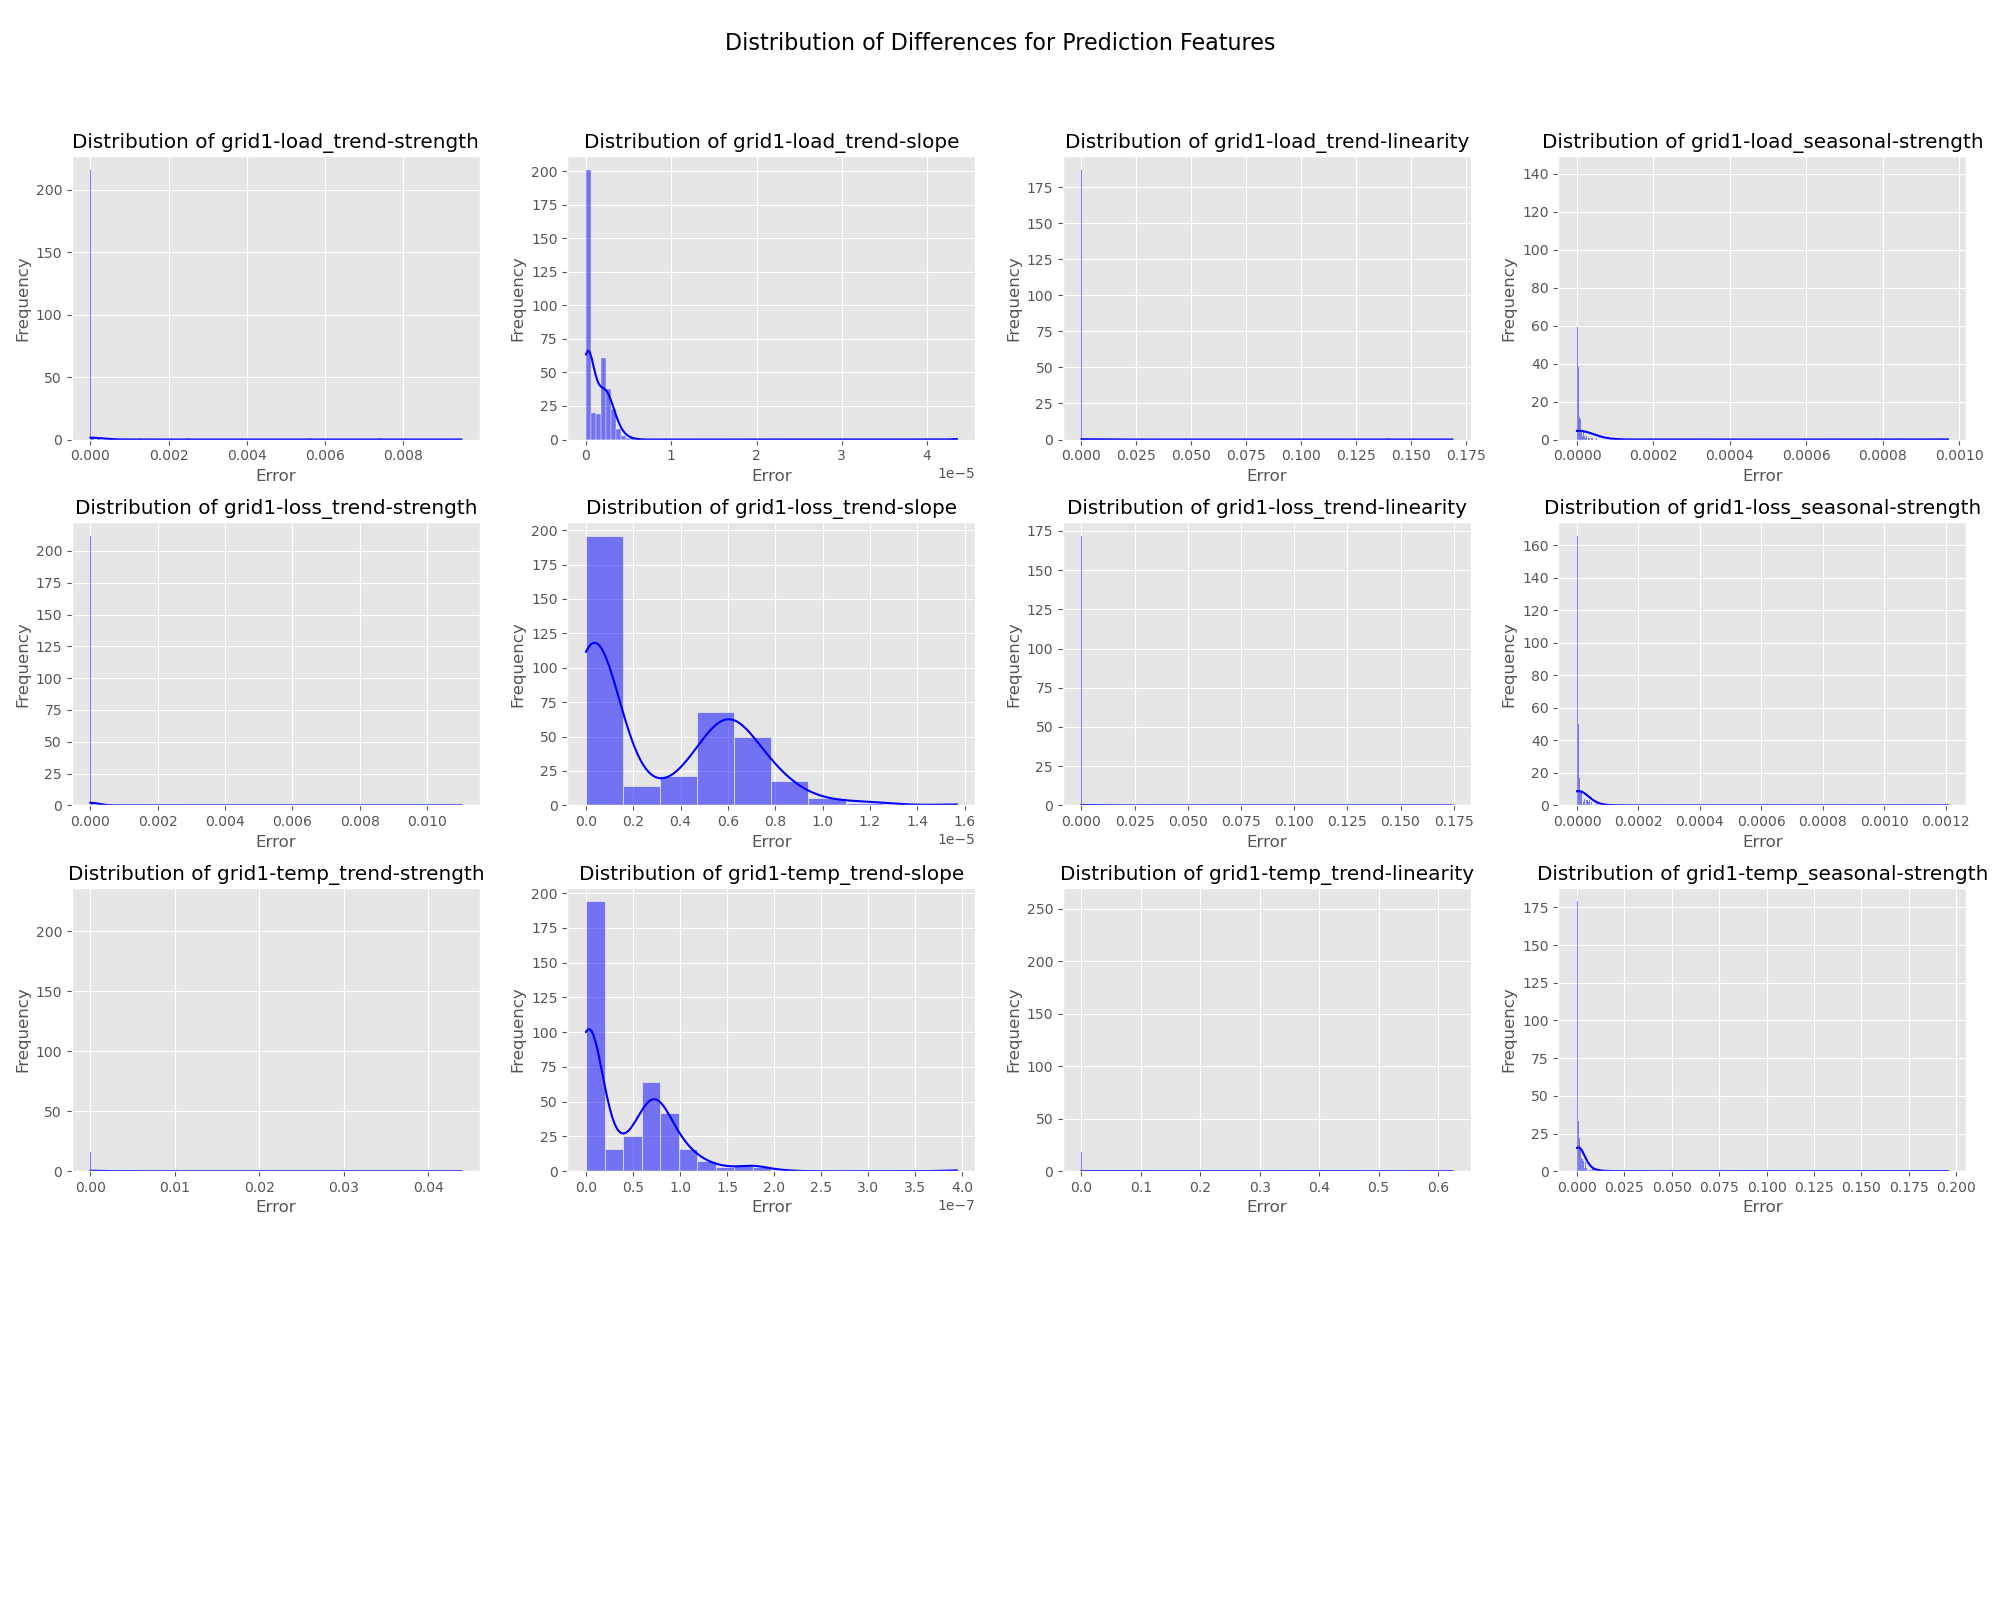 Distribution of Differences for Prediction Features
Distribution of grid1-load_trend-strength
Frequency
200
150
100
50
0
0.000 0.002 0.004 0.006 0.008
Error
Distribution of grid1-load_trend-slope
Frequency
200
175
150
125
100
75
50
25
0
0 1 2 3 4
1e−5
Error
Distribution of grid1-load_trend-linearity
Frequency
175
150
125
100
75
50
25
0
0.000 0.025 0.050 0.075 0.100 0.125 0.150 0.175
Error
Distribution of grid1-load_seasonal-strength
Frequency
140
120
100
80
60
40
20
0
0.0000 0.0002 0.0004 0.0006 0.0008 0.0010
Error
Distribution of grid1-loss_trend-strength
Frequency
200
175
150
125
100
75
50
25
0
0.000 0.002 0.004 0.006 0.008 0.010
Error
Distribution of grid1-loss_trend-slope
Frequency
200
175
150
125
100
75
50
25
0
0.0 0.2 0.4 0.6 0.8 1.0 1.2 1.4 1.6
1e−5
Error
Distribution of grid1-loss_trend-linearity
Frequency
175
150
125
100
75
50
25
0
0.000 0.025 0.050 0.075 0.100 0.125 0.150 0.175
Error
Distribution of grid1-loss_seasonal-strength
Frequency
160
140
120
100
80
60
40
20
0
0.0000 0.0002 0.0004 0.0006 0.0008 0.0010 0.0012
Error
Distribution of grid1-temp_trend-strength
Frequency
200
150
100
50
0
0.00 0.01 0.02 0.03 0.04
Error
Distribution of grid1-temp_trend-slope
Frequency
200
175
150
125
100
75
50
25
0
0.0 0.5 1.0 1.5 2.0 2.5 3.0 3.5 4.0
1e−7
Error
Distribution of grid1-temp_trend-linearity
Frequency
250
200
150
100
50
0
0.0 0.1 0.2 0.3 0.4 0.5 0.6
Error
Distribution of grid1-temp_seasonal-strength
Frequency
175
150
125
100
75
50
25
0
0.000 0.025 0.050 0.075 0.100 0.125 0.150 0.175 0.200
Error